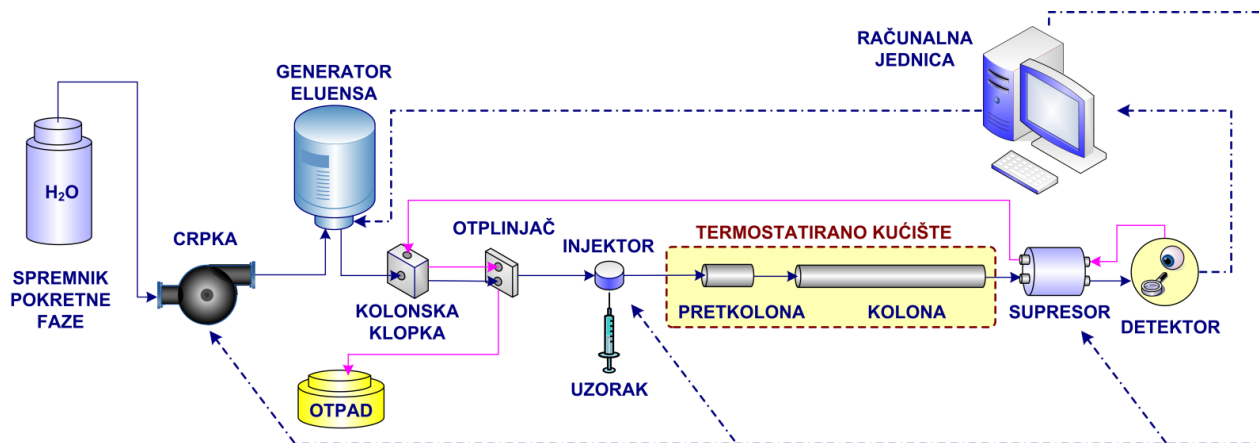 RAČUNALNA
JEDNICA
GENERATOR
ELUENSA
H₂O
CRPKA
OTPLINJAČ
INJEKTOR
TERMOSTATIRANO KUĆIŠTE
SPREMNIK
POKRETNE
FAZE
KOLONSKA
KLOPKA
PRETKOLONA
KOLONA
SUPRESOR
DETEKTOR
UZORAK
OTPAD